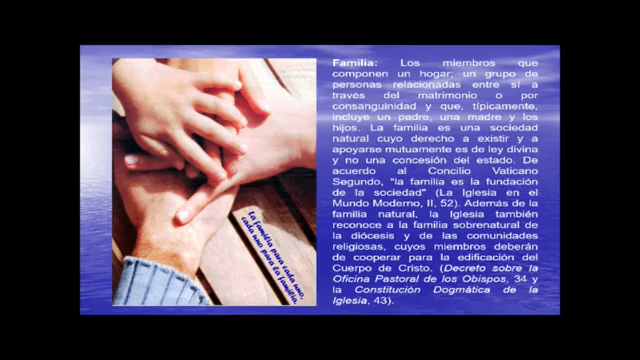 Familia: Los miembros que
componen un hogar, un grupo de
personas relacionadas entre sí a
través del matrimonio o por
consanguinidad y que, típicamente,
incluye un padre, una madre y los
hijos. La familia es una sociedad
natural cuyo derecho a existir y a
apoyarse mutuamente es de ley divina
y no una concesión del estado. De
acuerdo al Concilio Vaticano
Segundo, "la familia es la fundación
de la sociedad" (La Iglesia en el
Mundo Moderno, II, 52). Además de la
familia natural, la Iglesia también
reconoce a la familia sobrenatural de
la diócesis y de las comunidades
religiosas, cuyos miembros deberán
de cooperar para la edificación del
Cuerpo de Cristo. (Decreto sobre la
Oficina Pastoral de los Obispos, 34 y
la Constitución Dogmática de la
Iglesia, 43).
La familia para cada uno,
cada uno para la familia.